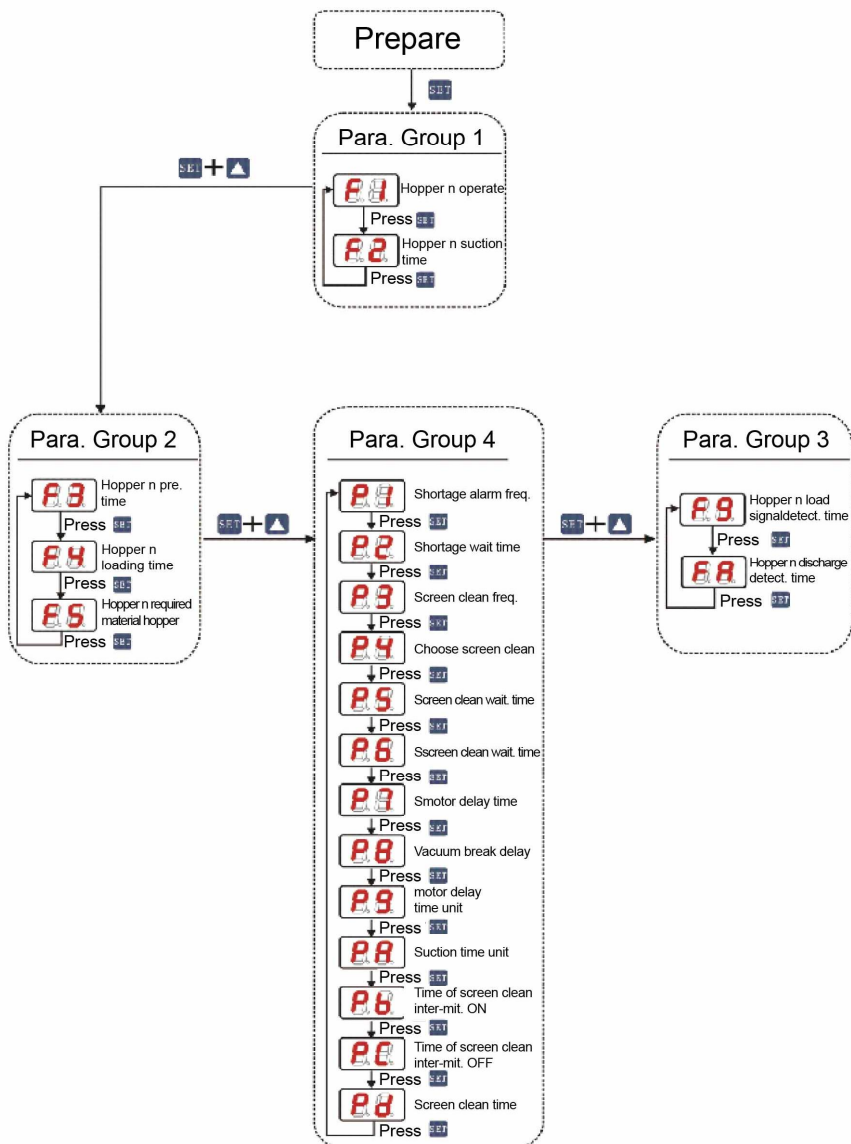 Prepare
SET
Para. Group 1
SET +
F1 Hopper n operate
Press SET
F2 Hopper n suction
time
Press SET
Para. Group 2
F3 Hopper n pre.
time
Press SET
F4 Hopper n
loading time
Press SET
F5 Hopper n required
material hopper
Press SET
SET +
Para. Group 4
P1 Shortage alarm freq.
Press SET
P2 Shortage wait time
Press SET
P3 Screen clean freq.
Press SET
P4 Choose screen clean
Press SET
P5 Screen clean wait. time
Press SET
P6 Sscreen clean wait. time
Press SET
P7 Smotor delay time
Press SET
P8 Vacuum break delay
Press SET
P9 motor delay
time unit
Press SET
PA Suction time unit
Press SET
Pb Time of screen clean
inter-mit. ON
Press SET
PC Time of screen clean
inter-mit. OFF
Press SET
Pd Screen clean time
Press SET
SET +
Para. Group 3
F9 Hopper n load
signaldetect. time
Press SET
FA Hopper n discharge
detect. time
Press SET